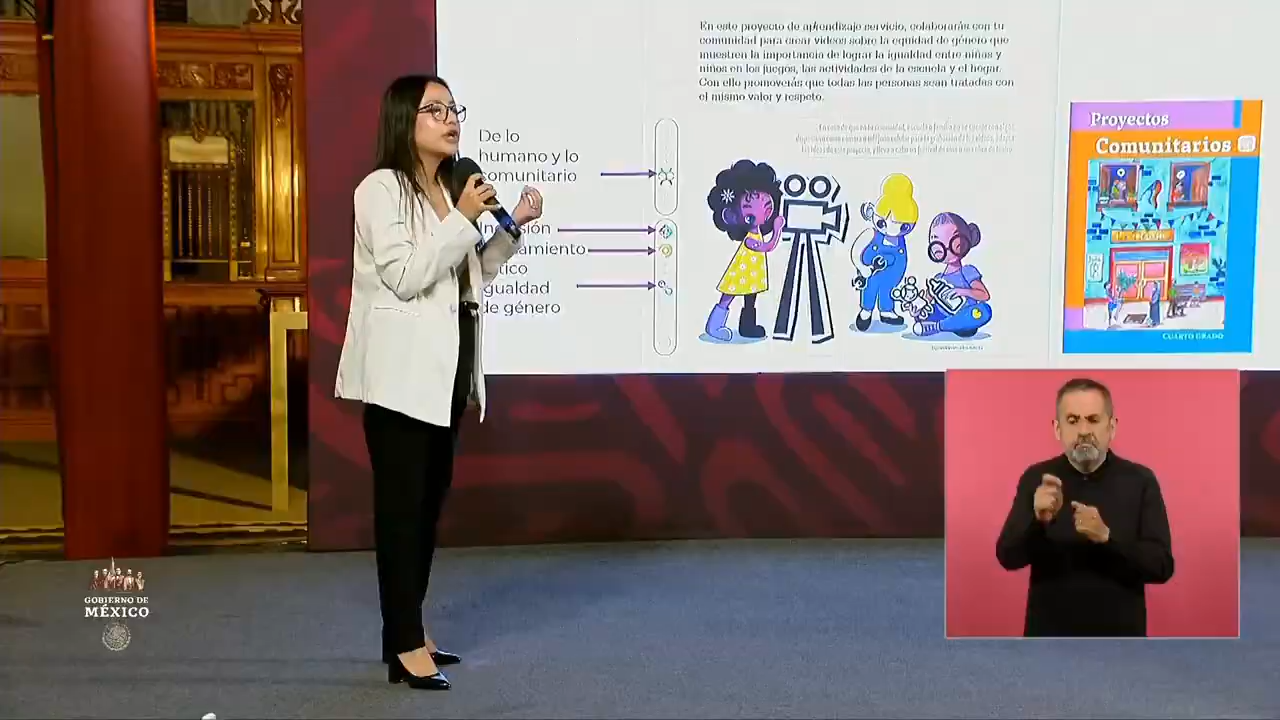 En este proyecto de aprendizaje servicio, colaborarás con tu
comunidad para crear videos sobre la equidad de género que
muestren la importancia de lograr la igualdad entre niñas y
niños en los juegos, las actividades de la escuela y el hogar.
Con ello promoverás que todas las personas sean tratadas con
el mismo valor y respeto.
De lo
humano y lo
comunitario
igualdad
de género
Proyectos
Comunitarios
CUARTO GRADO
GOBIERNO DE
MÉXICO